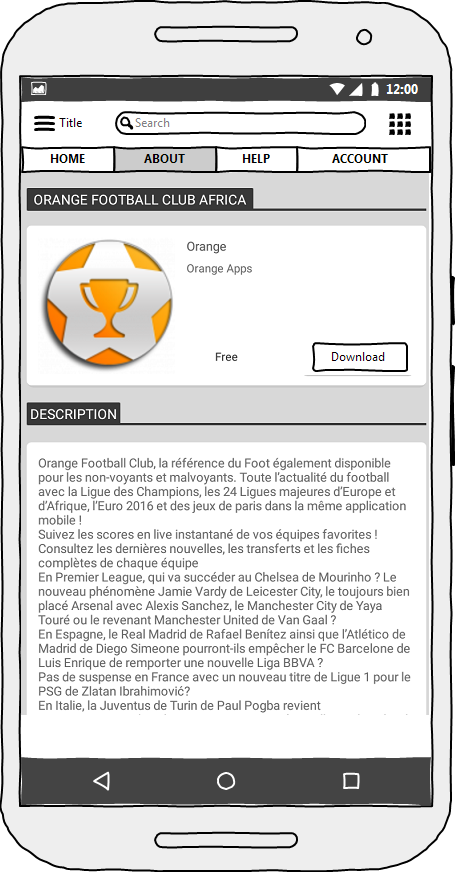 12:00
Title
Search
HOME ABOUT HELP ACCOUNT
ORANGE FOOTBALL CLUB AFRICA
Orange
Orange Apps
Free
Download
DESCRIPTION
Orange Football Club, la référence du Foot également disponible
pour les non-voyants et malvoyants. Toute l’actualité du football
avec la Ligue des Champions, les 24 Ligues majeures d’Europe et
d’Afrique, l’Euro 2016 et des jeux de paris dans la même application
mobile !
Suivez les scores en live instantané de vos équipes favorites !
Consultez les dernières nouvelles, les transferts et les fiches
complètes de chaque équipe
En Premier League, qui va succéder au Chelsea de Mourinho ? Le
nouveau phénomène Jamie Vardy de Leicester City, le toujours bien
placé Arsenal avec Alexis Sanchez, le Manchester City de Yaya
Touré ou le revenant Manchester United de Van Gaal ?
En Espagne, le Real Madrid de Rafael Benítez ainsi que l’Atlético de
Madrid de Diego Simeone pourront-ils empêcher le FC Barcelone de
Luis Enrique de remporter une nouvelle Liga BBVA ?
Pas de suspense en France avec un nouveau titre de Ligue 1 pour le
PSG de Zlatan Ibrahimović?
En Italie, la Juventus de Turin de Paul Pogba revient